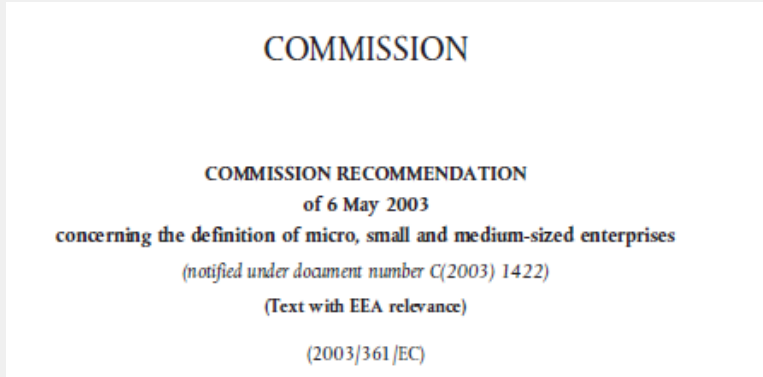 COMMISSION
COMMISSION RECOMMENDATION
of 6 May 2003
concerning the definition of micro, small and medium-sized enterprises
(notified under document number C(2003) 1422)
(Text with EEA relevance)
(2003/361/EC)